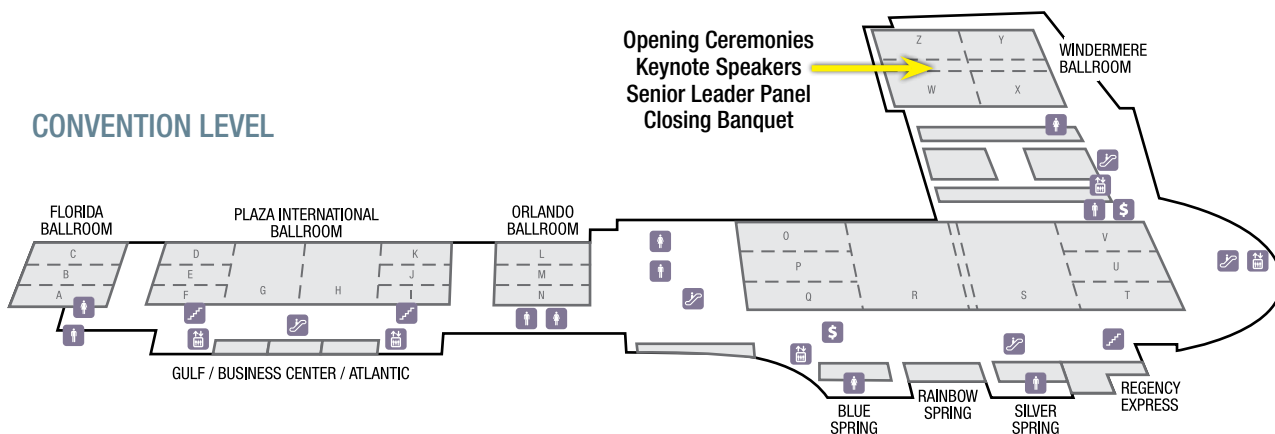 Opening Ceremonies
Keynote Speakers
Senior Leader Panel
Closing Banquet
Z
Y
W
X
WINDERMERE
BALLROOM
CONVENTION LEVEL
FLORIDA
BALLROOM
C
B
A
PLAZA INTERNATIONAL
BALLROOM
D
E
F
G
H
K
J
I
ORLANDO
BALLROOM
L
M
N
O
P
Q
R
S
V
U
T
$
$
GULF / BUSINESS CENTER / ATLANTIC
BLUE
SPRING
RAINBOW
SPRING
SILVER
SPRING
REGENCY
EXPRESS